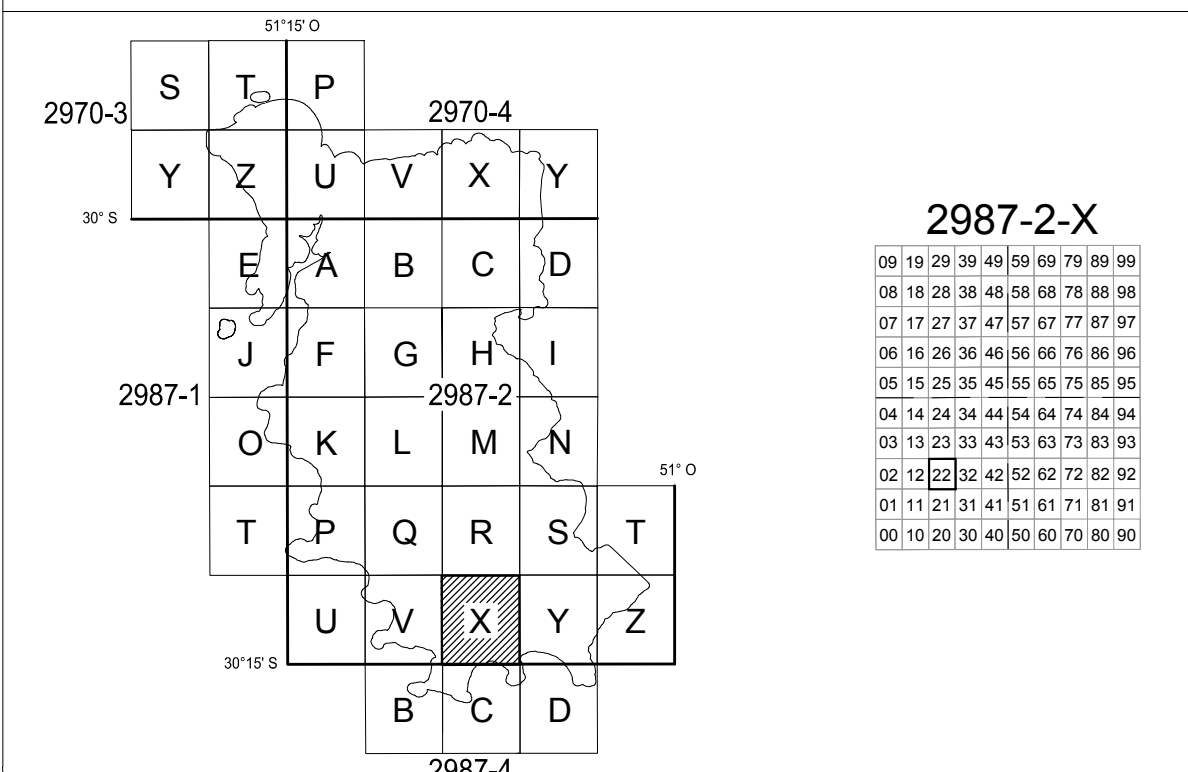 51°15' O
S T P
2970-3
2970-4
Y Z U V X Y
30° S
E A B C D
J F G H I
2987-1
2987-2
O K L M N
51° O
T P Q R S T
U V X Y Z
30°15' S
B C D
2987-4
2987-2-X
09 19 29 39 49 59 69 79 89 99
08 18 28 38 48 58 68 78 88 98
07 17 27 37 47 57 67 77 87 97
06 16 26 36 46 56 66 76 86 96
05 15 25 35 45 55 65 75 85 95
04 14 24 34 44 54 64 74 84 94
03 13 23 33 43 53 63 73 83 93
02 12 22 32 42 52 62 72 82 92
01 11 21 31 41 51 61 71 81 91
00 10 20 30 40 50 60 70 80 90